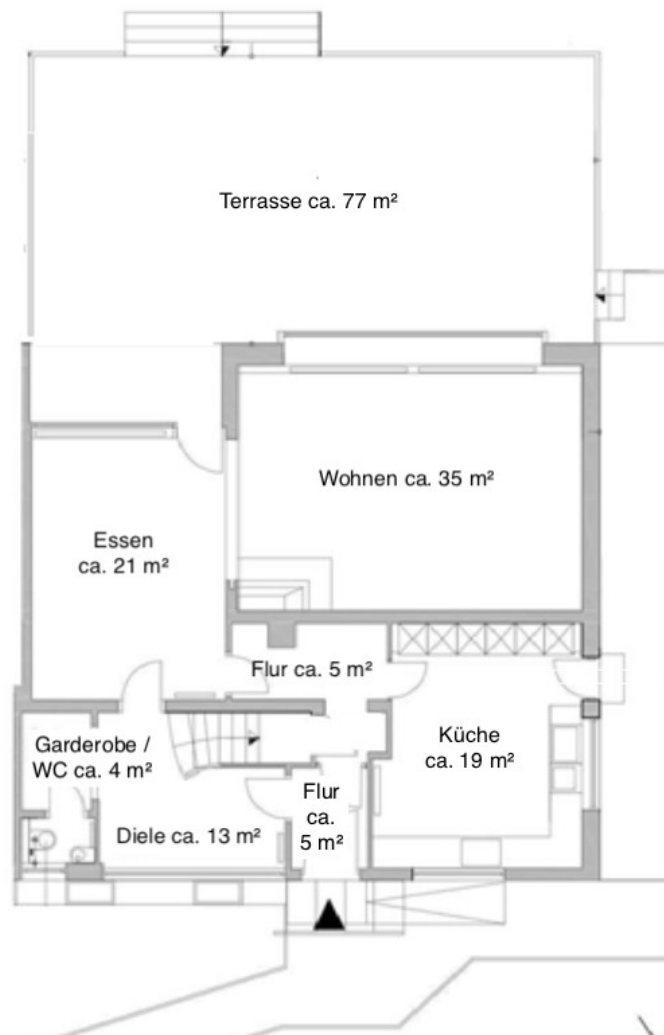 Terrasse ca. 77 m²
Wohnen ca. 35 m²
Essen
ca. 21 m²
Flur ca. 5 m²
Küche
ca. 19 m²
Garderobe /
WC ca. 4 m²
Flur
ca.
5 m²
Diele ca. 13 m²